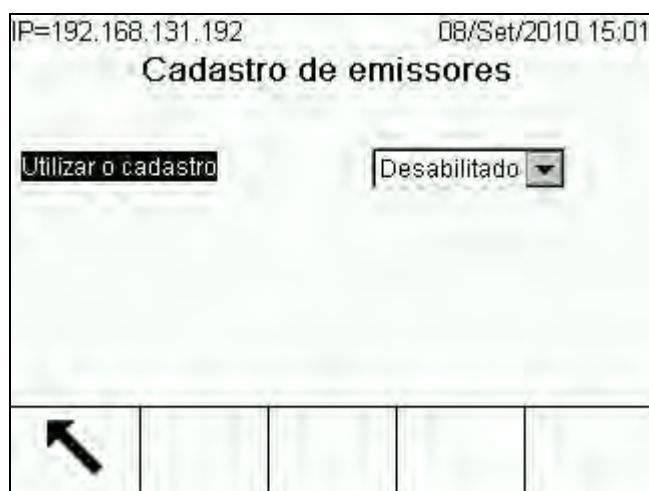 IP=192.168.131.192 08/Set/2010 15:01
Cadastro de emissores
Utilizar o cadastro Desabilitado